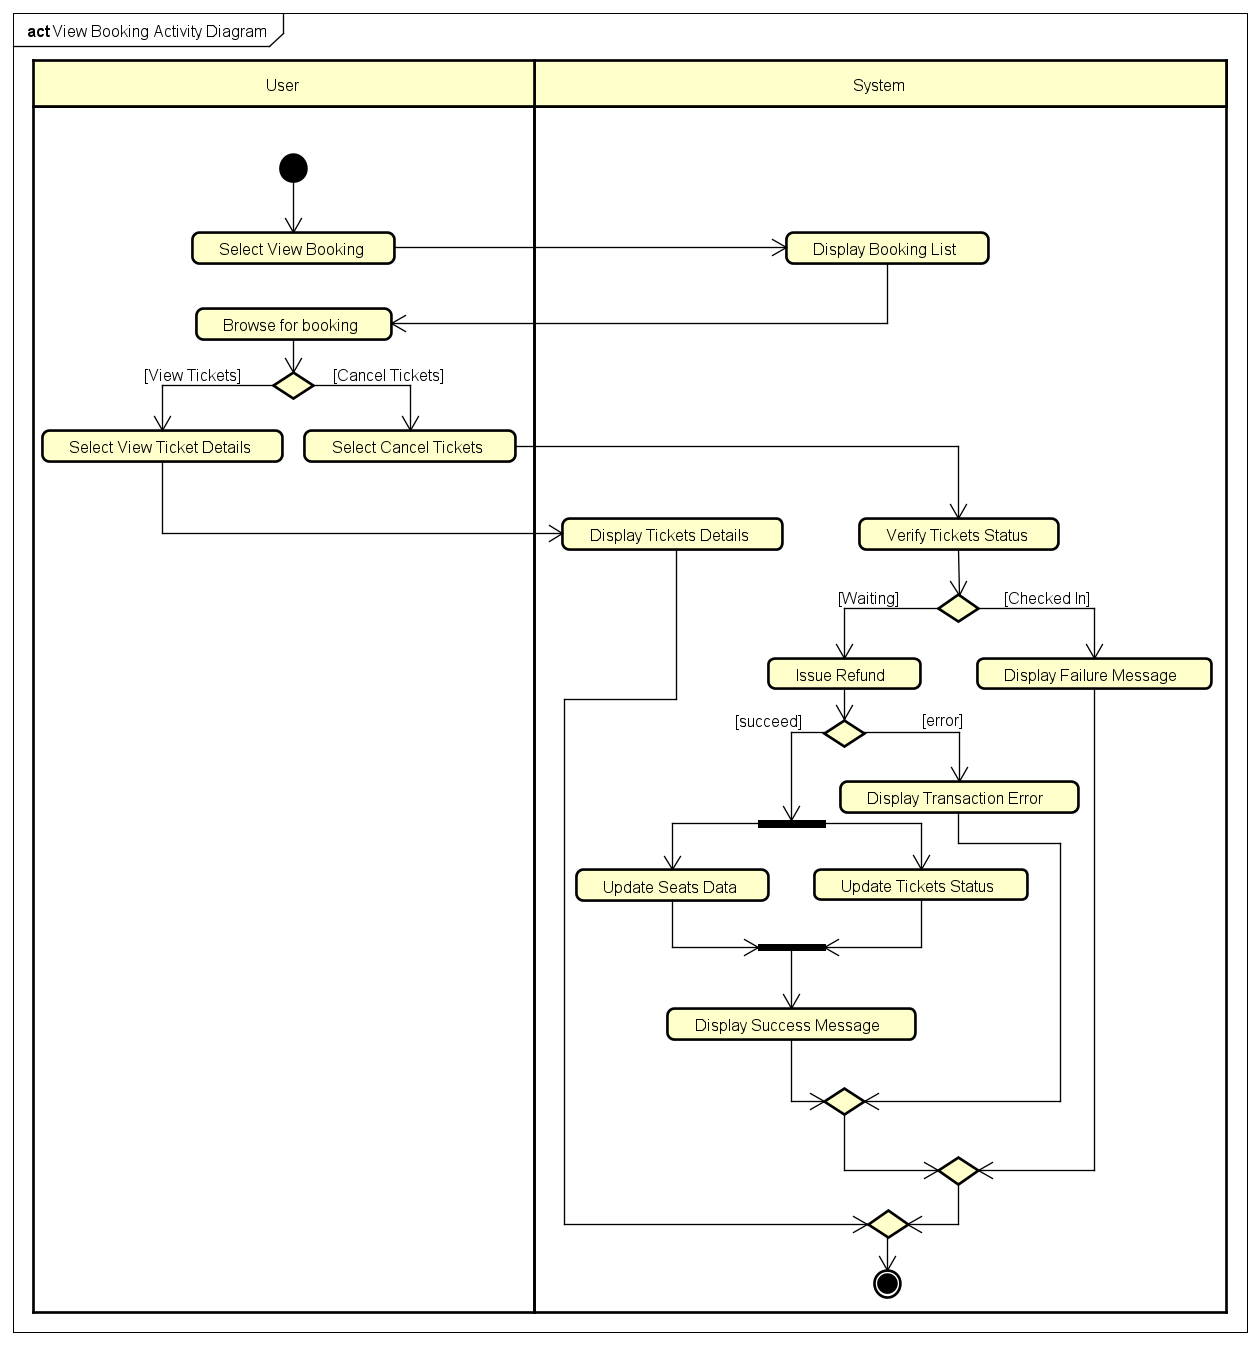 act View Booking Activity Diagram
User
System
Select View Booking
Display Booking List
Browse for booking
[View Tickets]
[Cancel Tickets]
Select View Ticket Details
Select Cancel Tickets
Display Tickets Details
Verify Tickets Status
[Waiting]
[Checked In]
Issue Refund
Display Failure Message
[succeed]
[error]
Display Transaction Error
Update Seats Data
Update Tickets Status
Display Success Message